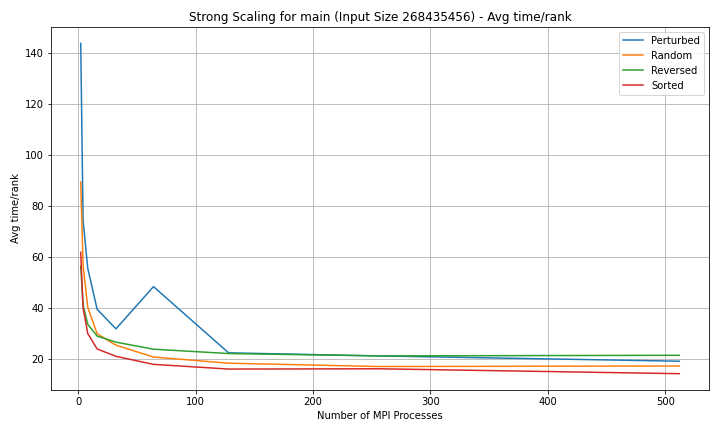 Strong Scaling for main (Input Size 268435456) - Avg time/rank
Perturbed
Random
Reversed
Sorted
Avg time/rank
140
120
100
80
60
40
20
0 100 200 300 400 500
Number of MPI Processes